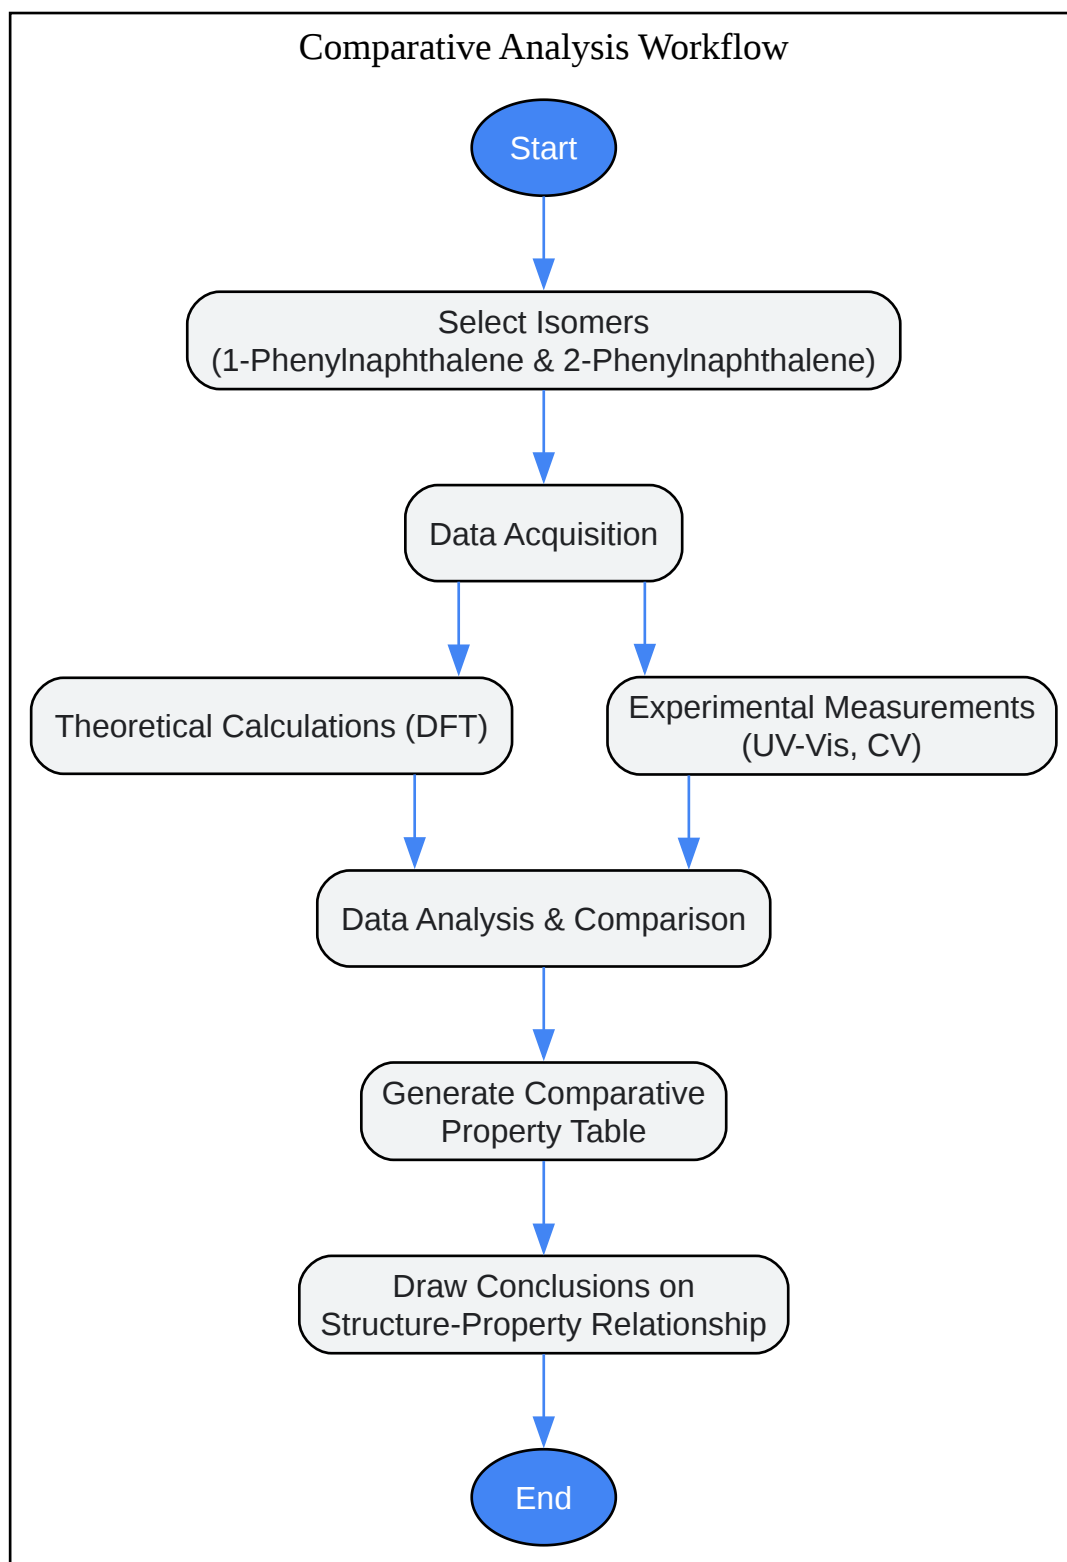 Comparative Analysis Workflow
Start
Select Isomers
(1-Phenylnaphthalene & 2-Phenylnaphthalene)
Data Acquisition
Theoretical Calculations (DFT)
Experimental Measurements
(UV-Vis, CV)
Data Analysis & Comparison
Generate Comparative
Property Table
Draw Conclusions on
Structure-Property Relationship
End